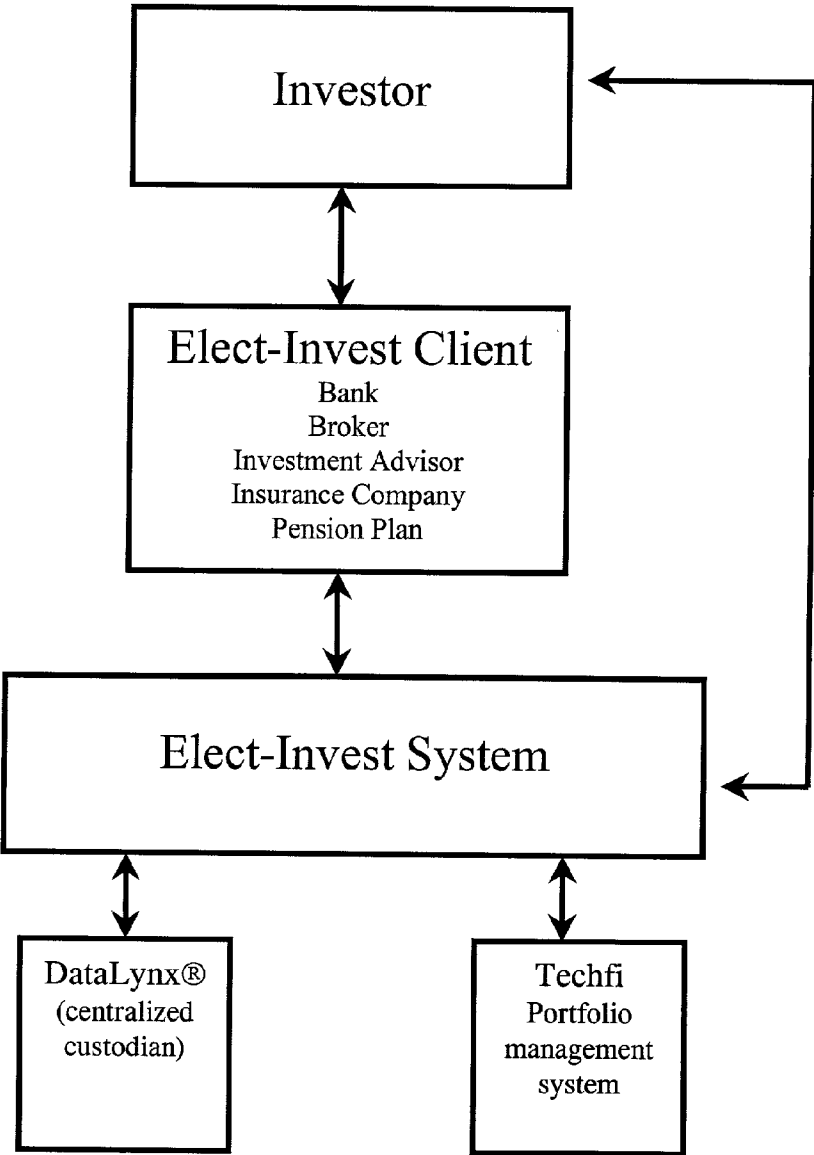 Investor
Elect-Invest Client
Bank
Broker
Investment Advisor
Insurance Company
Pension Plan
Elect-Invest System
DataLynx®
(centralized
custodian)
Techfi
Portfolio
management
system